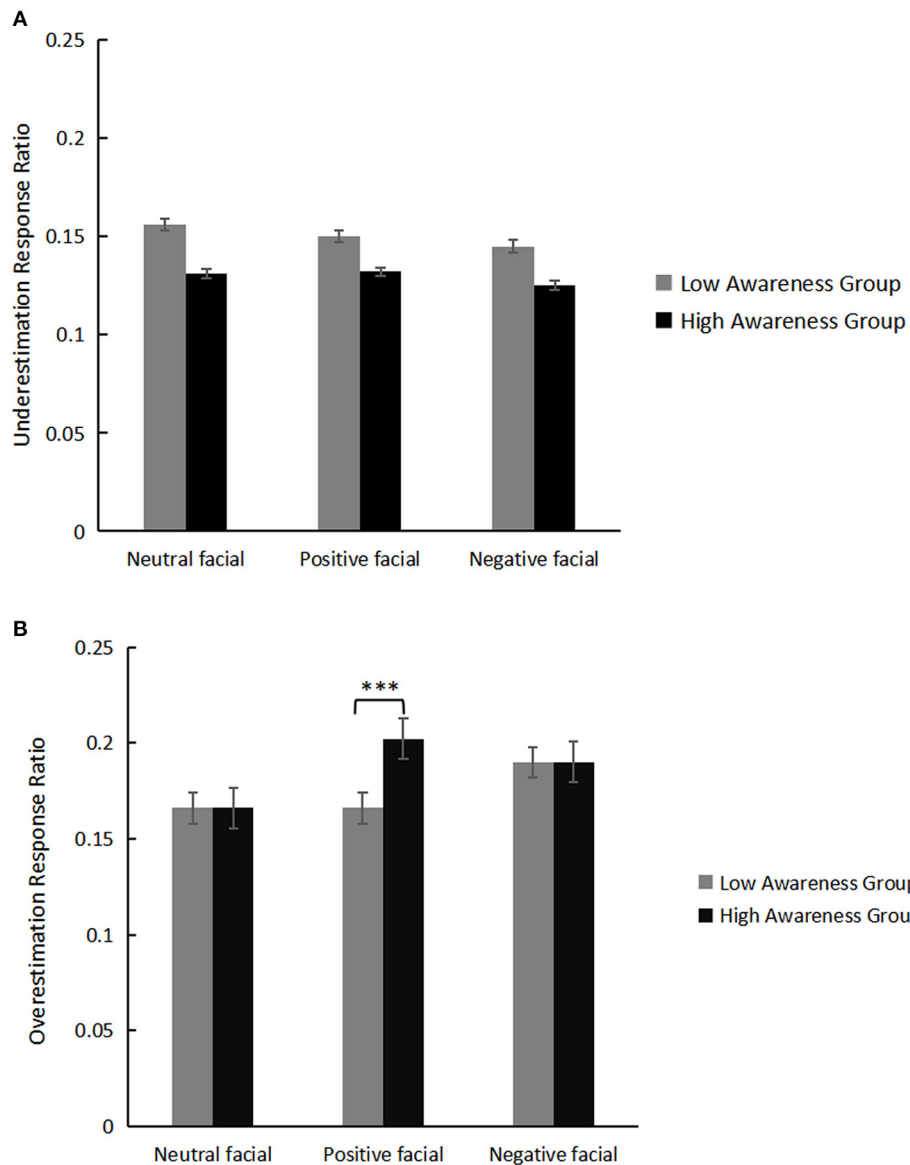 A
0.25
0.2
0.15
0.1
0.05
0
Underestimation Response Ratio
Neutral facial
Positive facial
Negative facial
Low Awareness Group
High Awareness Group
B
0.25
0.2
0.15
0.1
0.05
0
Overestimation Response Ratio
***
Neutral facial
Positive facial
Negative facial
Low Awareness Group
High Awareness Grou